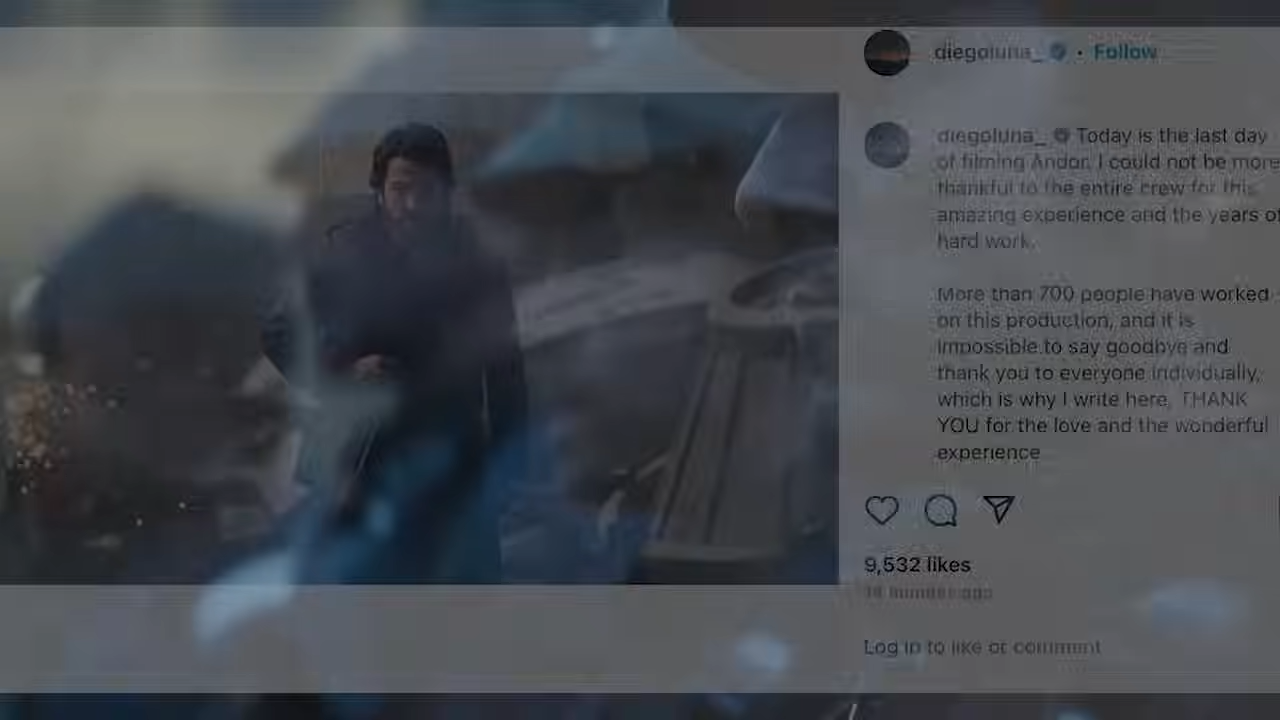 diegoluna_ • Follow
diegoluna_ Today is the last day
of filming Andor. I could not be more
thankful to the entire crew for this
amazing experience and the years of
hard work.
More than 700 people have worked
on this production, and it is
impossible to say goodbye and
thank you to everyone individually,
which is why I write here, THANK
YOU for the love and the wonderful
experience
9,532 likes
ago
Log in to like or comment